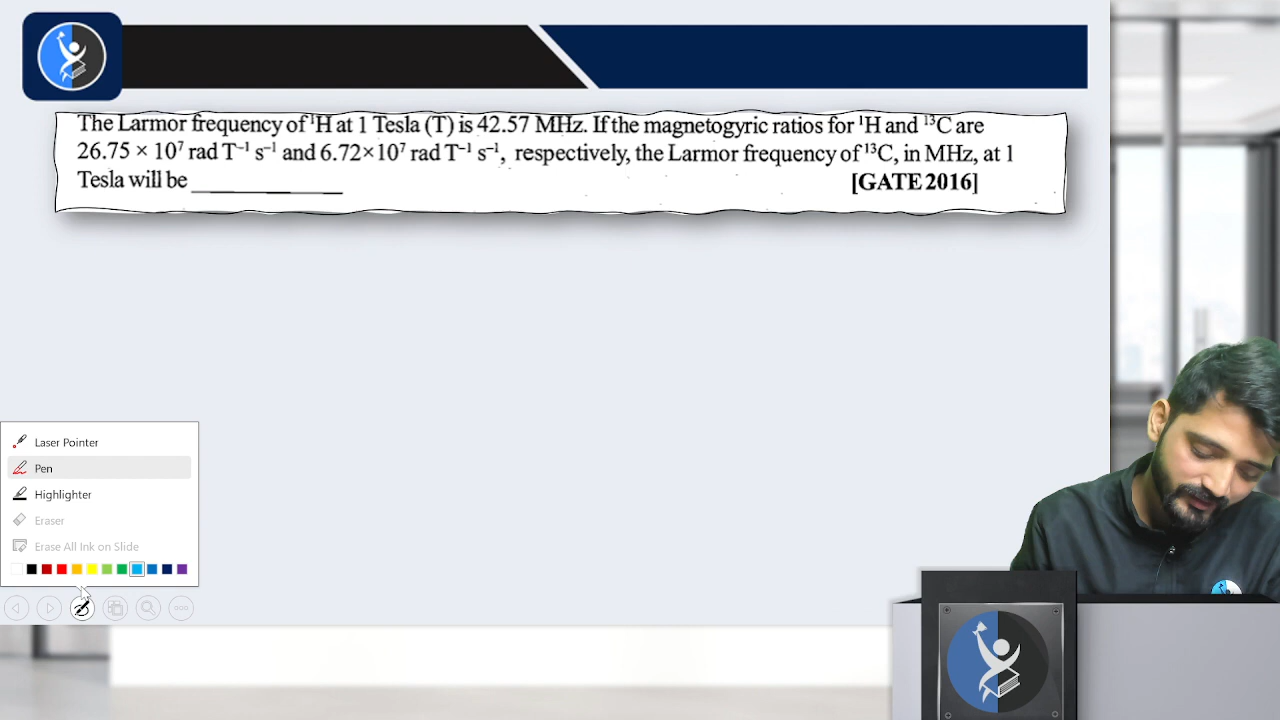 The Larmor frequency of ¹H at 1 Tesla (T) is 42.57 MHz. If the magnetogyric ratios for ¹H and ¹³C are
26.75 × 10⁷ rad T⁻¹ s⁻¹ and 6.72×10⁷ rad T⁻¹ s⁻¹, respectively, the Larmor frequency of ¹³C, in MHz, at 1
Tesla will be ____________
[GATE 2016]
Laser Pointer
Pen
Highlighter
Eraser
Erase All Ink on Slide